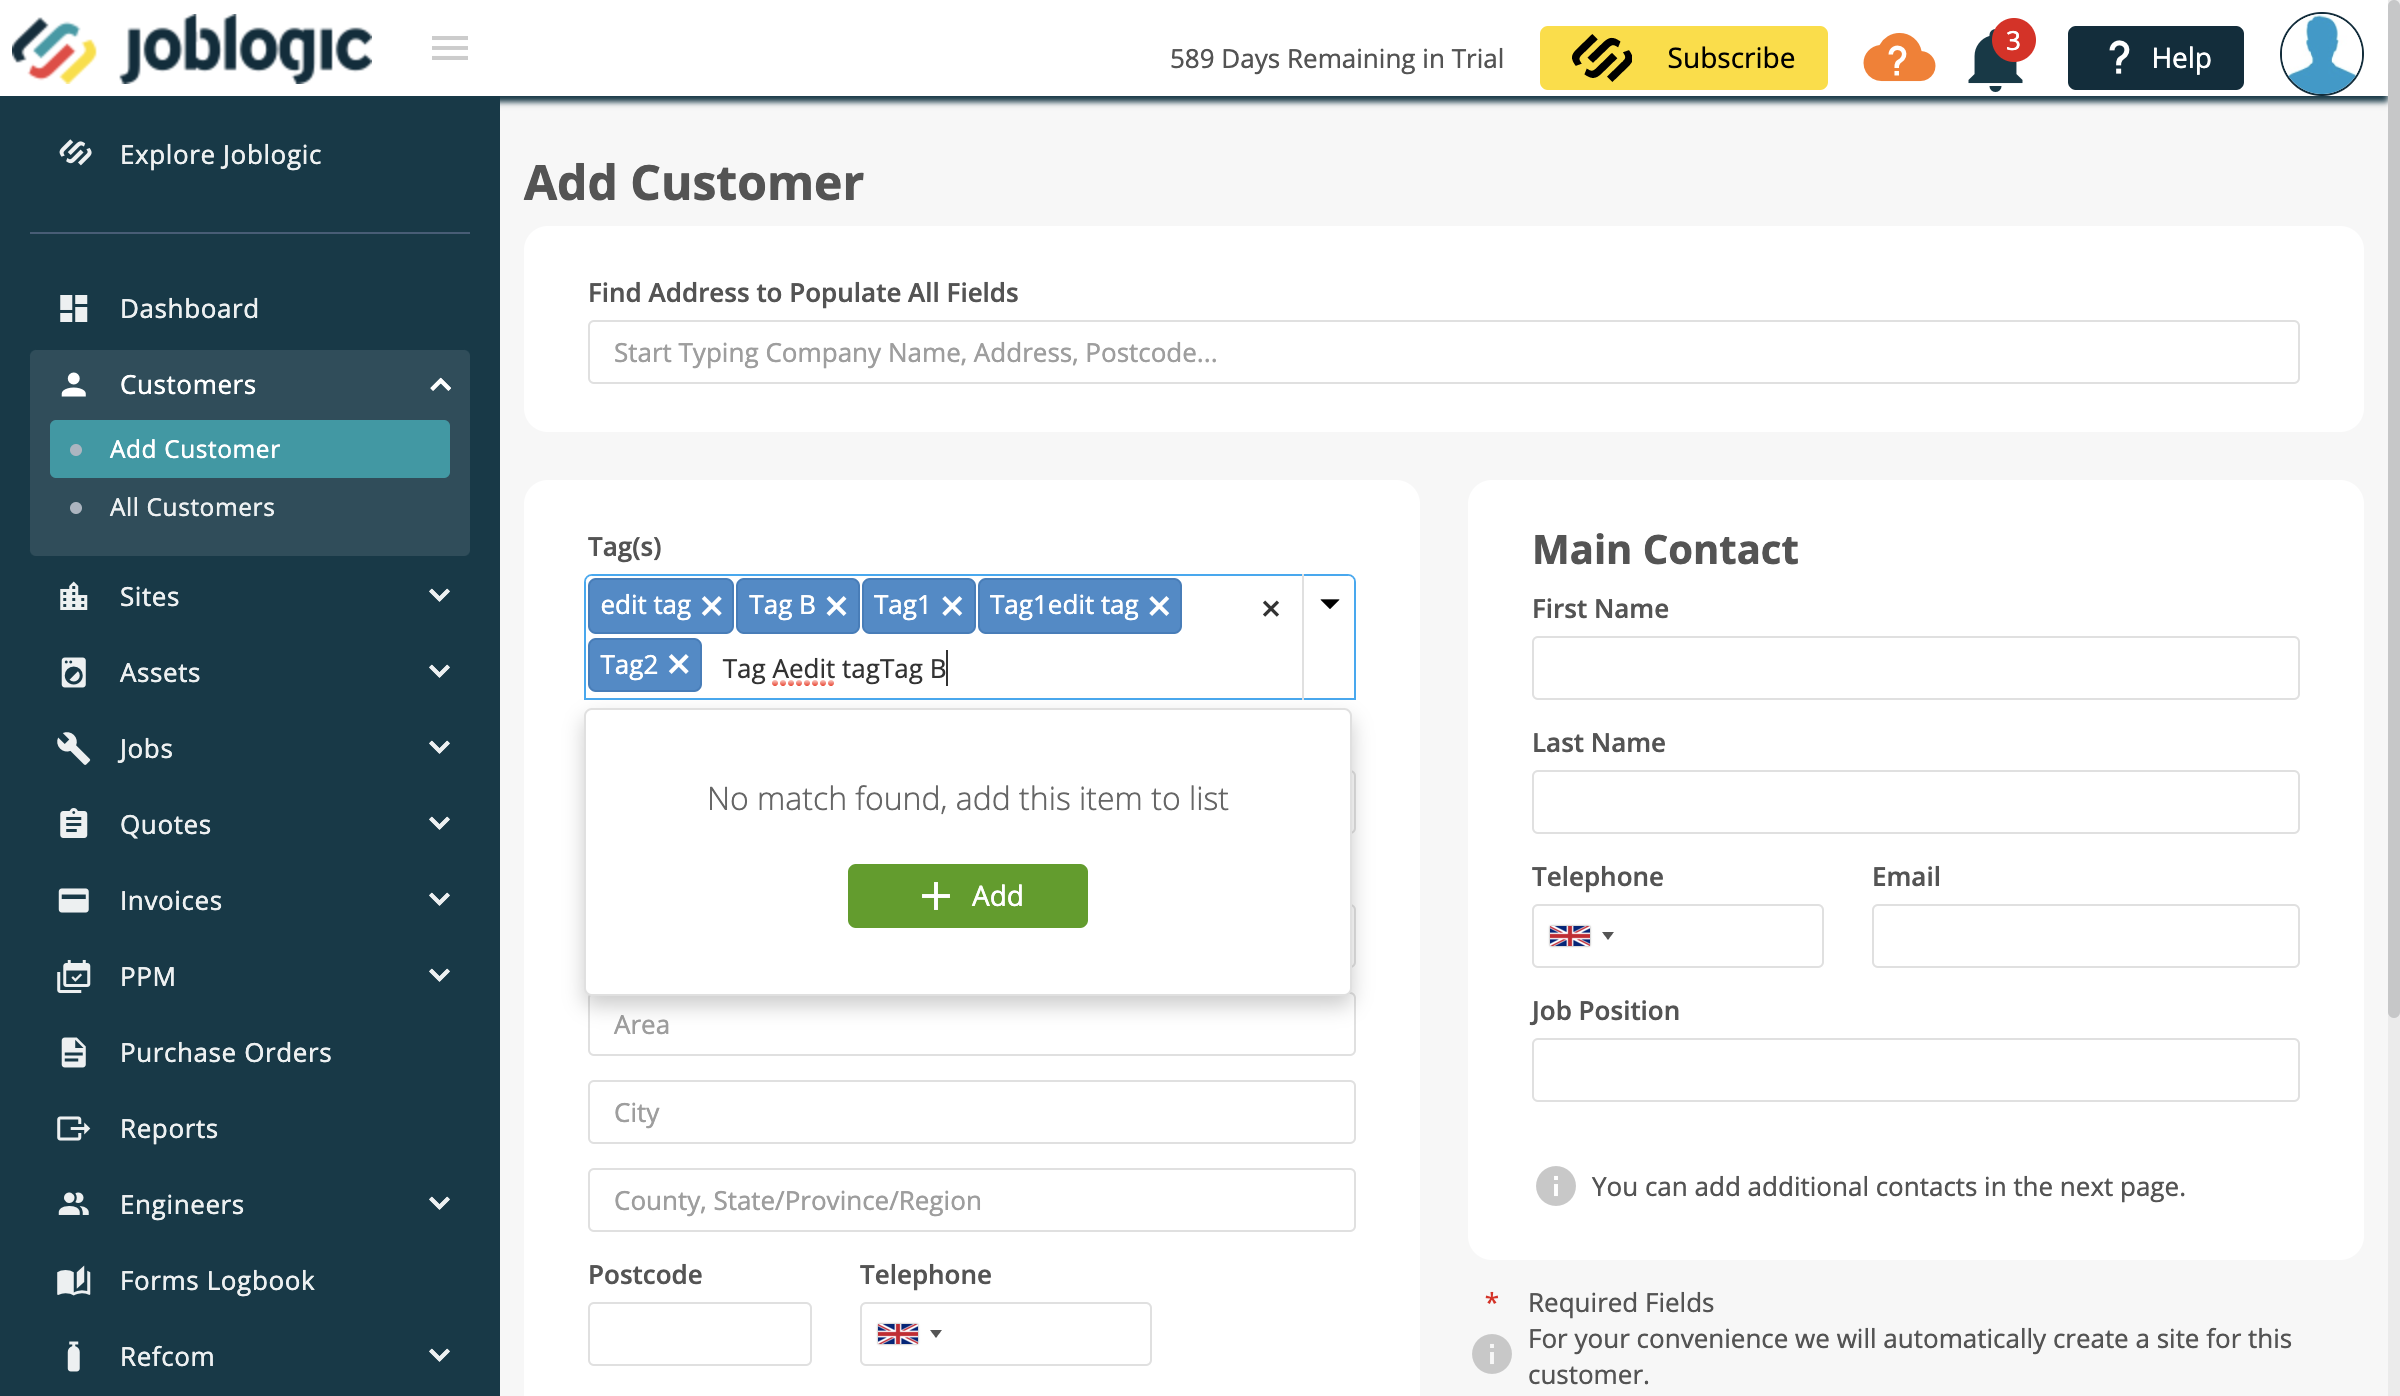 joblogic
589 Days Remaining in Trial
Subscribe
3
? Help
Explore Joblogic
Dashboard
Customers
Add Customer
All Customers
Sites
Assets
Jobs
Quotes
Invoices
PPM
Purchase Orders
Reports
Engineers
Forms Logbook
Refcom
Add Customer
Find Address to Populate All Fields
Start Typing Company Name, Address, Postcode...
Tag(s)
edit tag
Tag B
Tag1
Tag1edit tag
Tag2
Tag Aedit tagTag B
No match found, add this item to list
Add
Area
City
County, State/Province/Region
Postcode
Telephone
Main Contact
First Name
Last Name
Telephone
Email
Job Position
You can add additional contacts in the next page.
* Required Fields
For your convenience we will automatically create a site for this
customer.